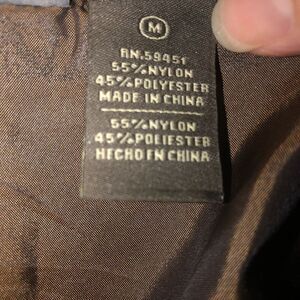 M
RN.59451
55%NYLON
45%POLYESTER
MADE IN CHINA
55%NYLON
45%POLIESTER
HECHO EN CHINA